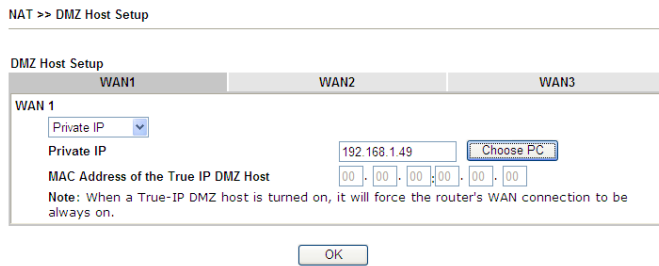 NAT >> DMZ Host Setup
DMZ Host Setup
WAN1 WAN2 WAN3
WAN 1
Private IP
Private IP 192.168.1.49 Choose PC
MAC Address of the True IP DMZ Host 00 . 00 . 00 : 00 . 00 . 00
Note: When a True-IP DMZ host is turned on, it will force the router's WAN connection to be
always on.
OK